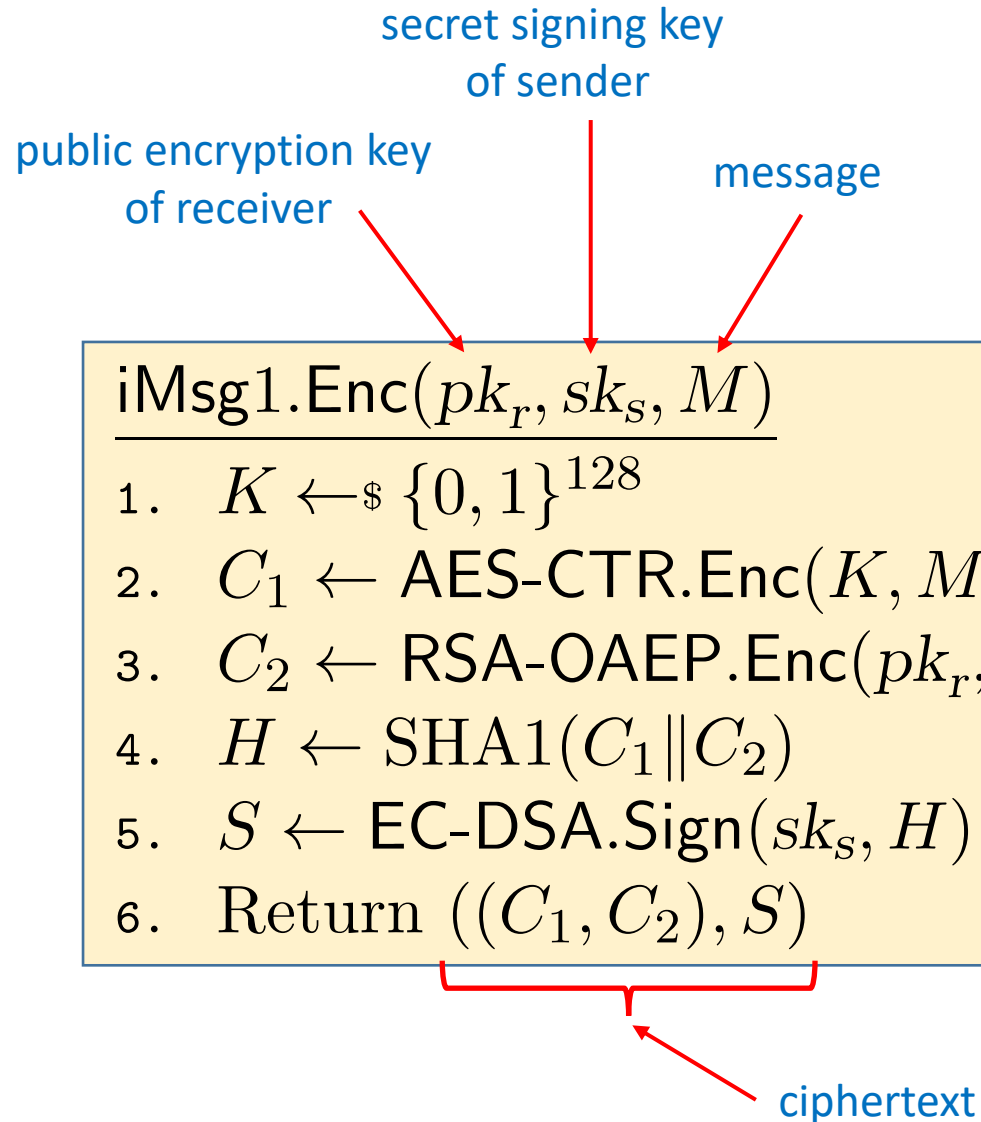 secret signing key
of sender
public encryption key
of receiver
message
iMsg1.Enc(pk_r, sk_s, M)
1. K ←$ {0, 1}^128
2. C_1 ← AES-CTR.Enc(K, M
3. C_2 ← RSA-OAEP.Enc(pk_r,
4. H ← SHA1(C_1‖C_2)
5. S ← EC-DSA.Sign(sk_s, H)
6. Return ((C_1, C_2), S)
ciphertext